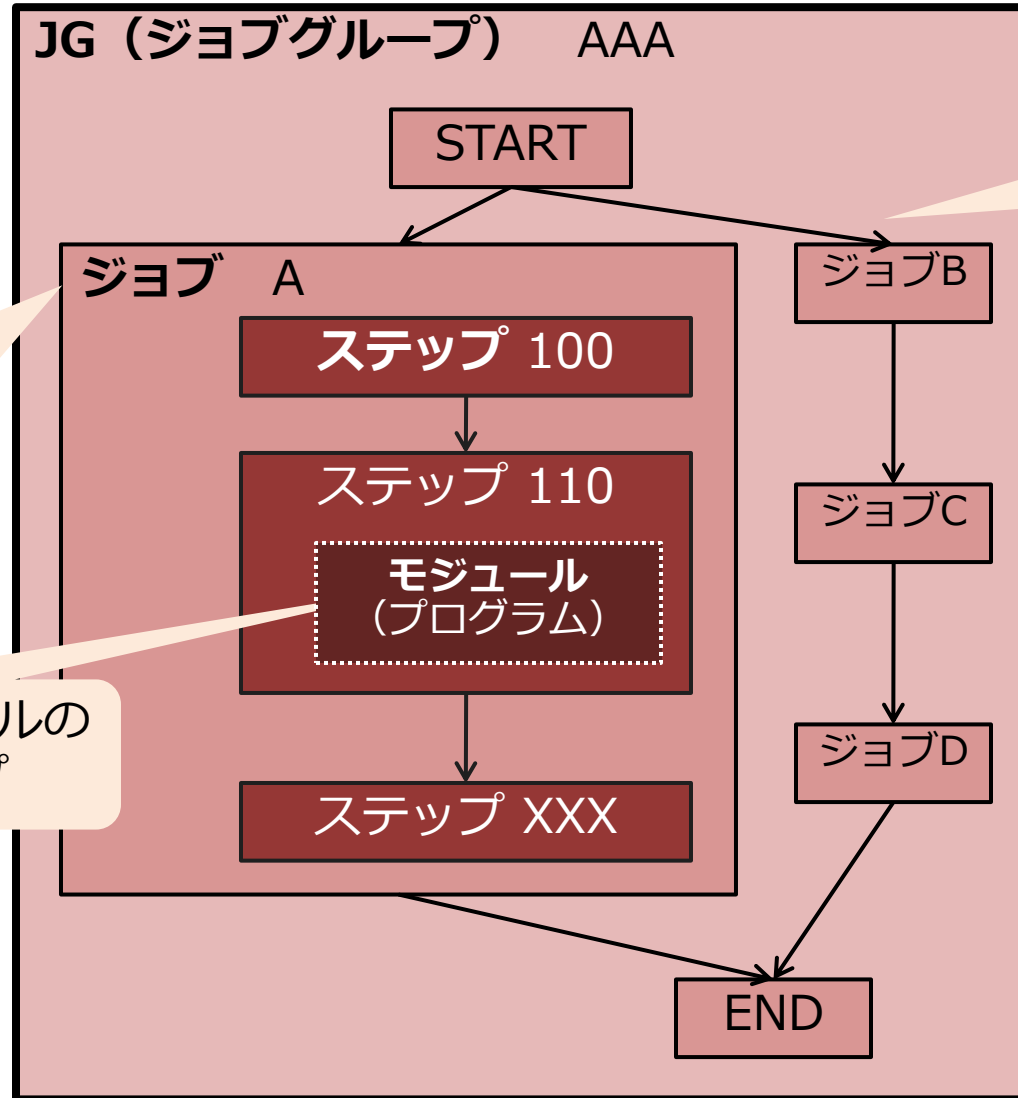 JG（ジョブグループ） AAA
START
ジョブ A
ステップ 100
ステップ 110
モジュール
（プログラム）
ステップ XXX
ジョブB
ジョブC
ジョブD
END
ルの
プ